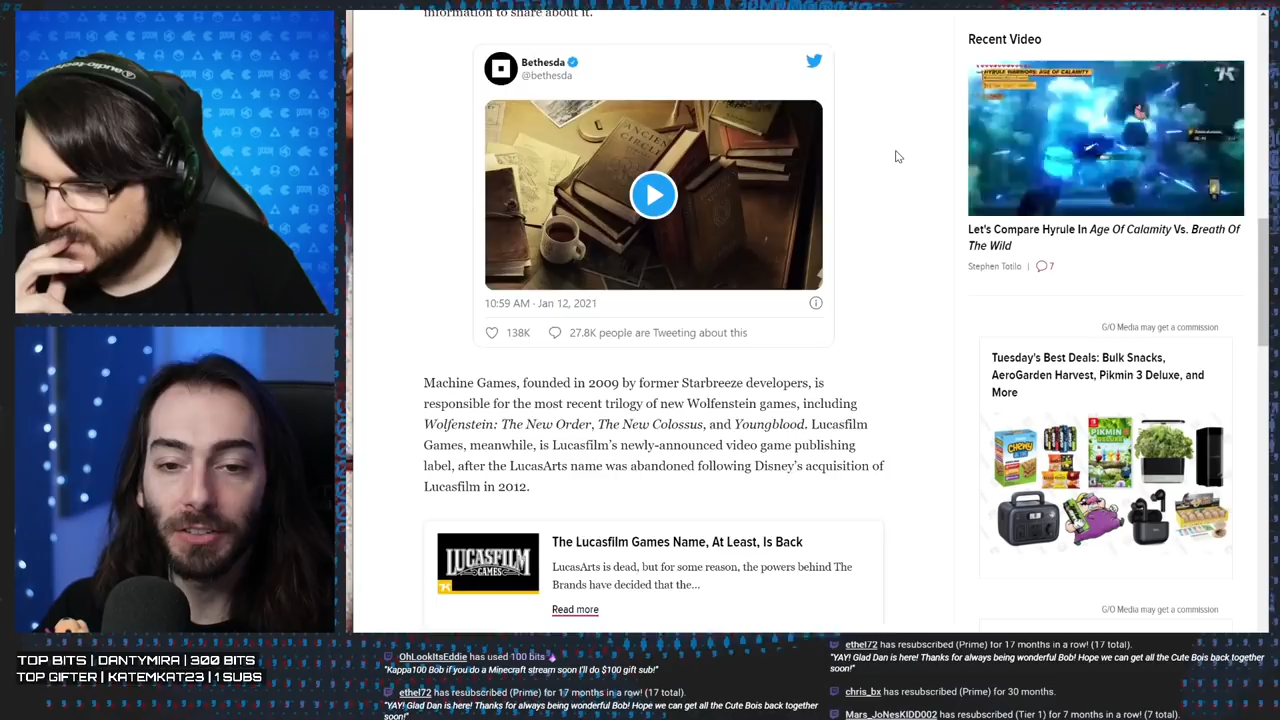 information to share about it.
Bethesda
@bethesda
ANCIENT
CIRCLES
10:59 AM · Jan 12, 2021
138K
27.8K people are Tweeting about this
Machine Games, founded in 2009 by former Starbreeze developers, is
responsible for the most recent trilogy of new Wolfenstein games, including
Wolfenstein: The New Order, The New Colossus, and Youngblood. Lucasfilm
Games, meanwhile, is Lucasfilm's newly-announced video game publishing
label, after the LucasArts name was abandoned following Disney's acquisition of
Lucasfilm in 2012.
LUCASFILM
GAMES
The Lucasfilm Games Name, At Least, Is Back
LucasArts is dead, but for some reason, the powers behind The
Brands have decided that the...
Read more
Recent Video
HYRULE WARRIORS: AGE OF CALAMITY
Let's Compare Hyrule In Age Of Calamity Vs. Breath Of
The Wild
Stephen Totilo | 7
G/O Media may get a commission
Tuesday's Best Deals: Bulk Snacks,
AeroGarden Harvest, Pikmin 3 Deluxe, and
More
CHEWY
PIKMIN
G/O Media may get a commission
TOP BITS | DANTYMIRA | 300 BITS
TOP GIFTER | KATEMKAT23 | 1 SUBS
OhLookItsEddie has used 100 bits
"Kappa100 Bob if you do a Minecraft stream soon I'll do $100 gift sub!"
ethel72 has resubscribed (Prime) for 17 months in a row! (17 total).
"YAY! Glad Dan is here! Thanks for always being wonderful Bob! Hope we can get all the Cute Bois back together
soon!"
ethel72 has resubscribed (Prime) for 17 months in a row! (17 total).
"YAY! Glad Dan is here! Thanks for always being wonderful Bob! Hope we can get all the Cute Bois back together
soon!"
chris_bx has resubscribed (Prime) for 30 months.
Mars_JoNesKIDD002 has resubscribed (Tier 1) for 7 months in a row! (7 total).